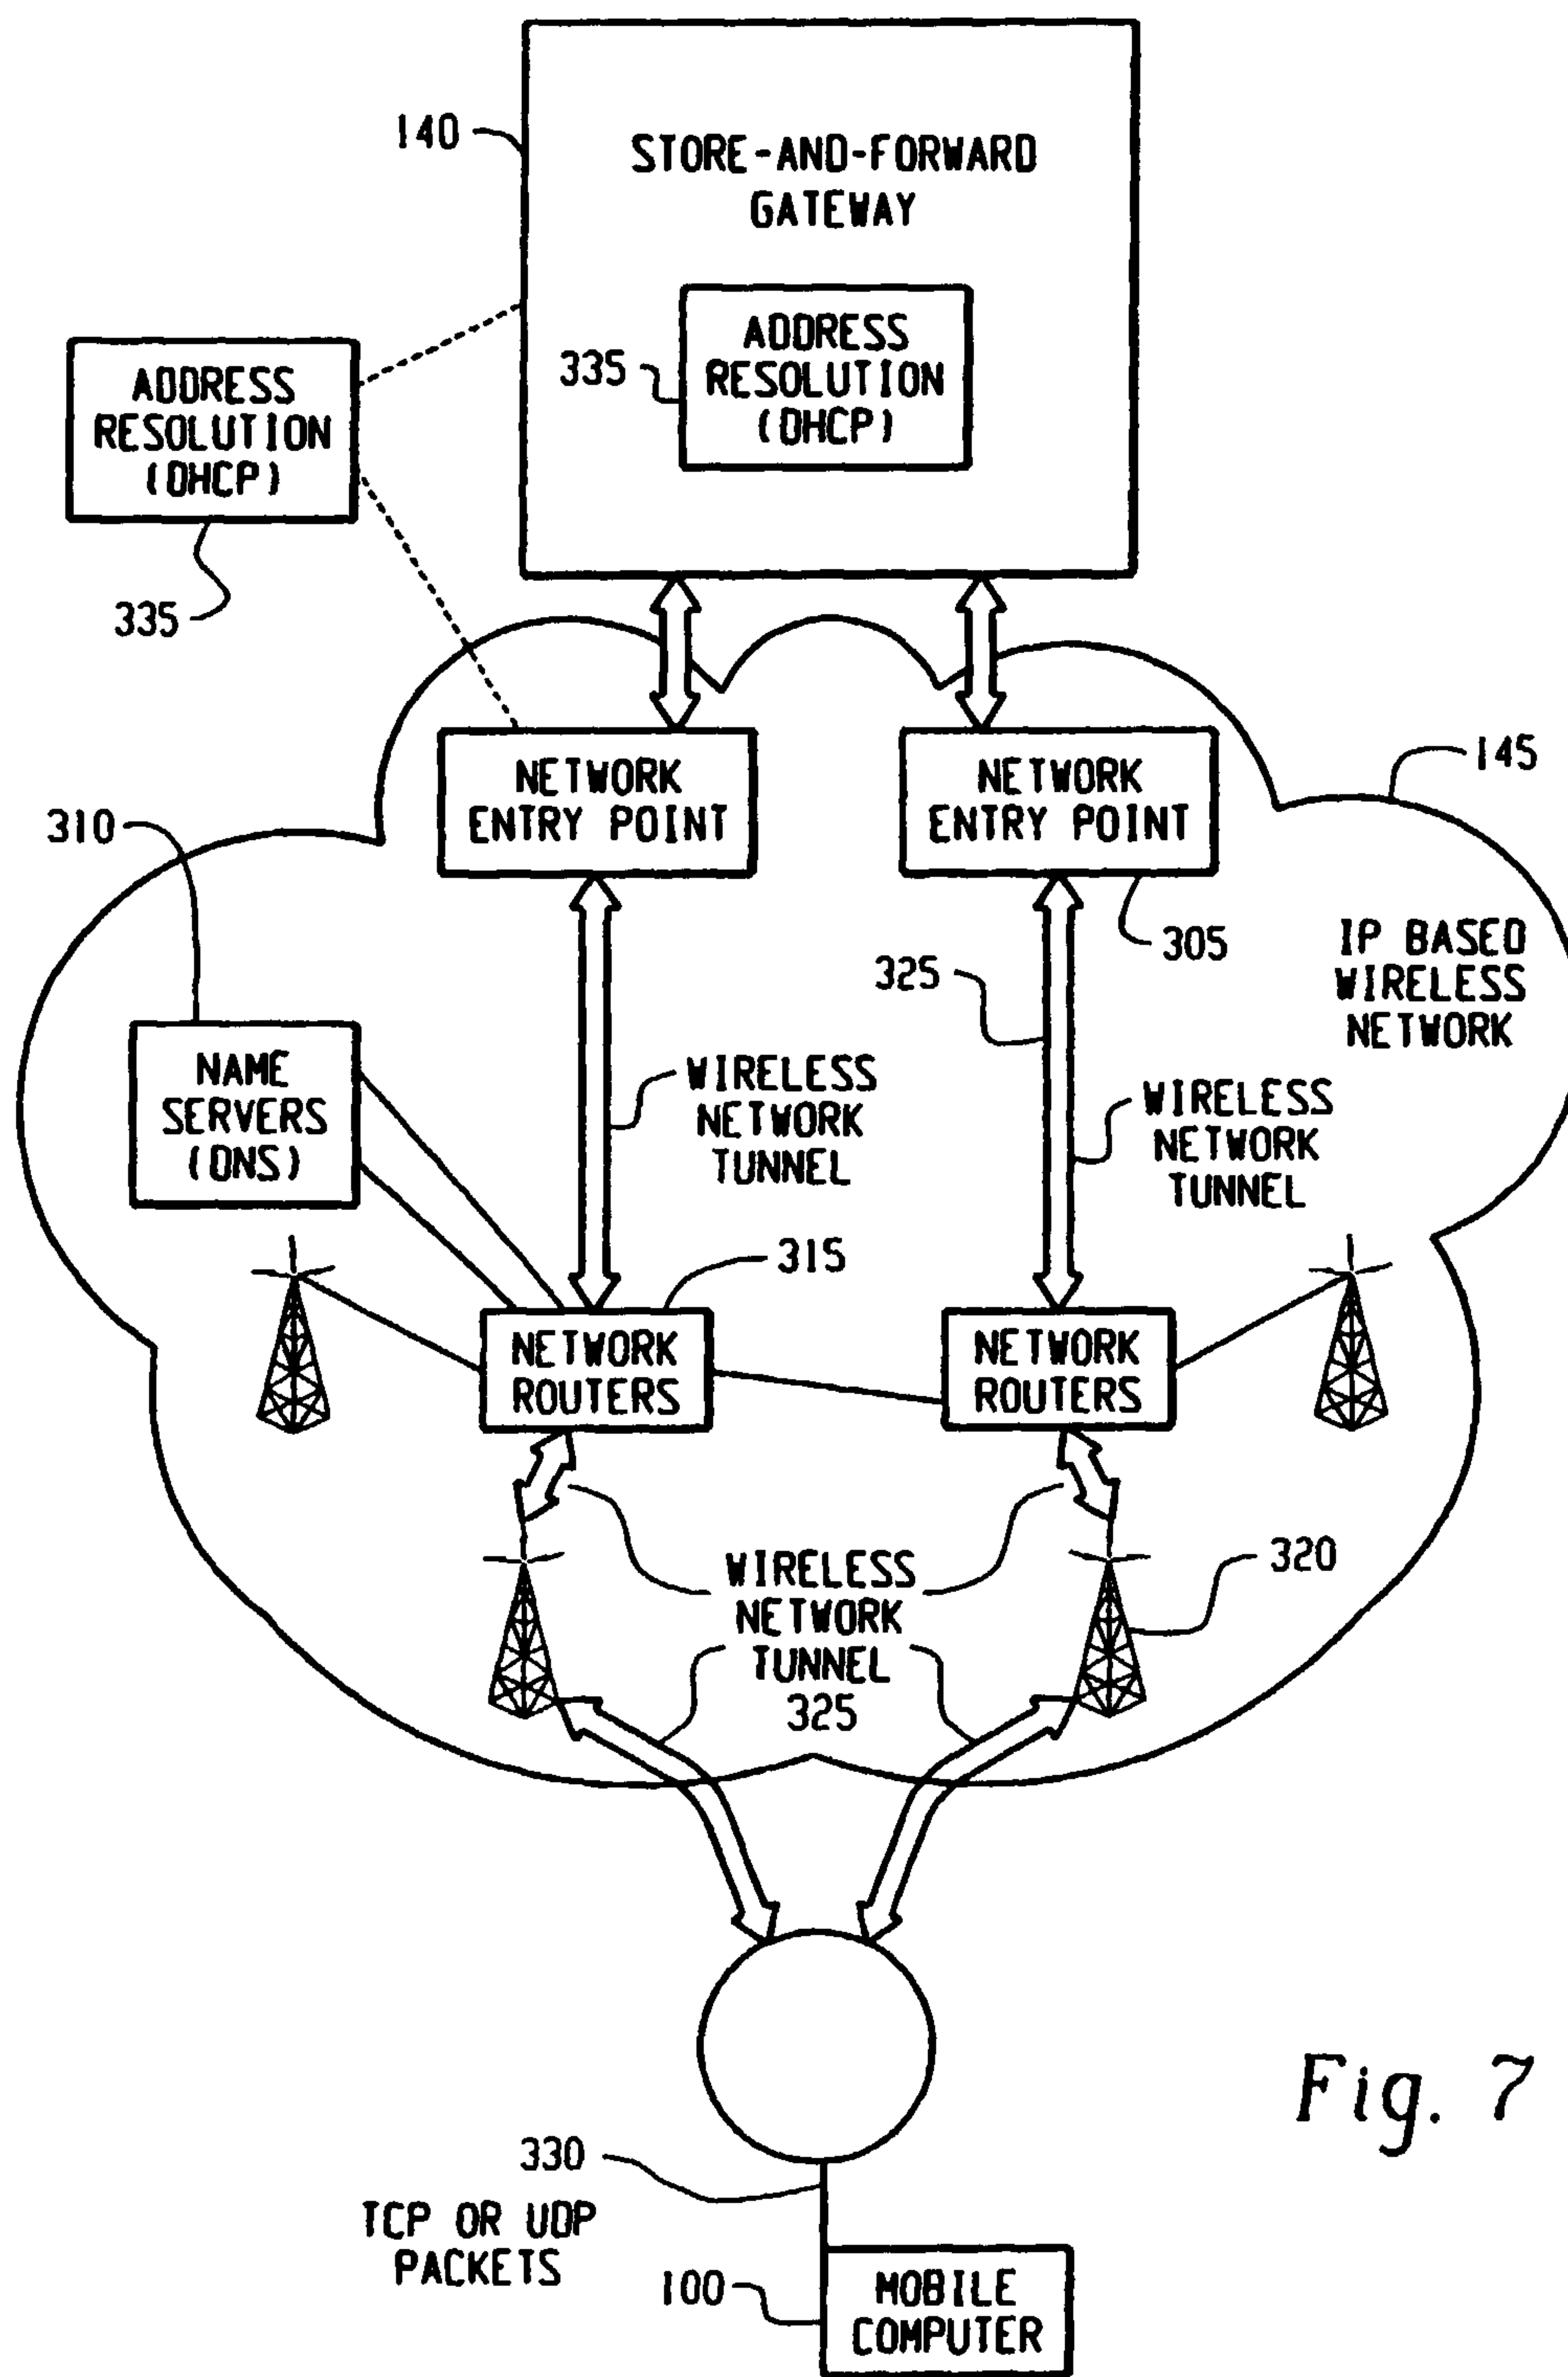 140
STORE-AND-FORWARD
GATEWAY
335
ADDRESS
RESOLUTION
(DHCP)
ADDRESS
RESOLUTION
(DHCP)
335
NETWORK
ENTRY POINT
NETWORK
ENTRY POINT
145
310
305
325
IP BASED
WIRELESS
NETWORK
NAME
SERVERS
(DNS)
WIRELESS
NETWORK
TUNNEL
WIRELESS
NETWORK
TUNNEL
315
NETWORK
ROUTERS
NETWORK
ROUTERS
WIRELESS
NETWORK
TUNNEL
325
320
Fig. 7
330
TCP OR UDP
PACKETS
100
MOBILE
COMPUTER